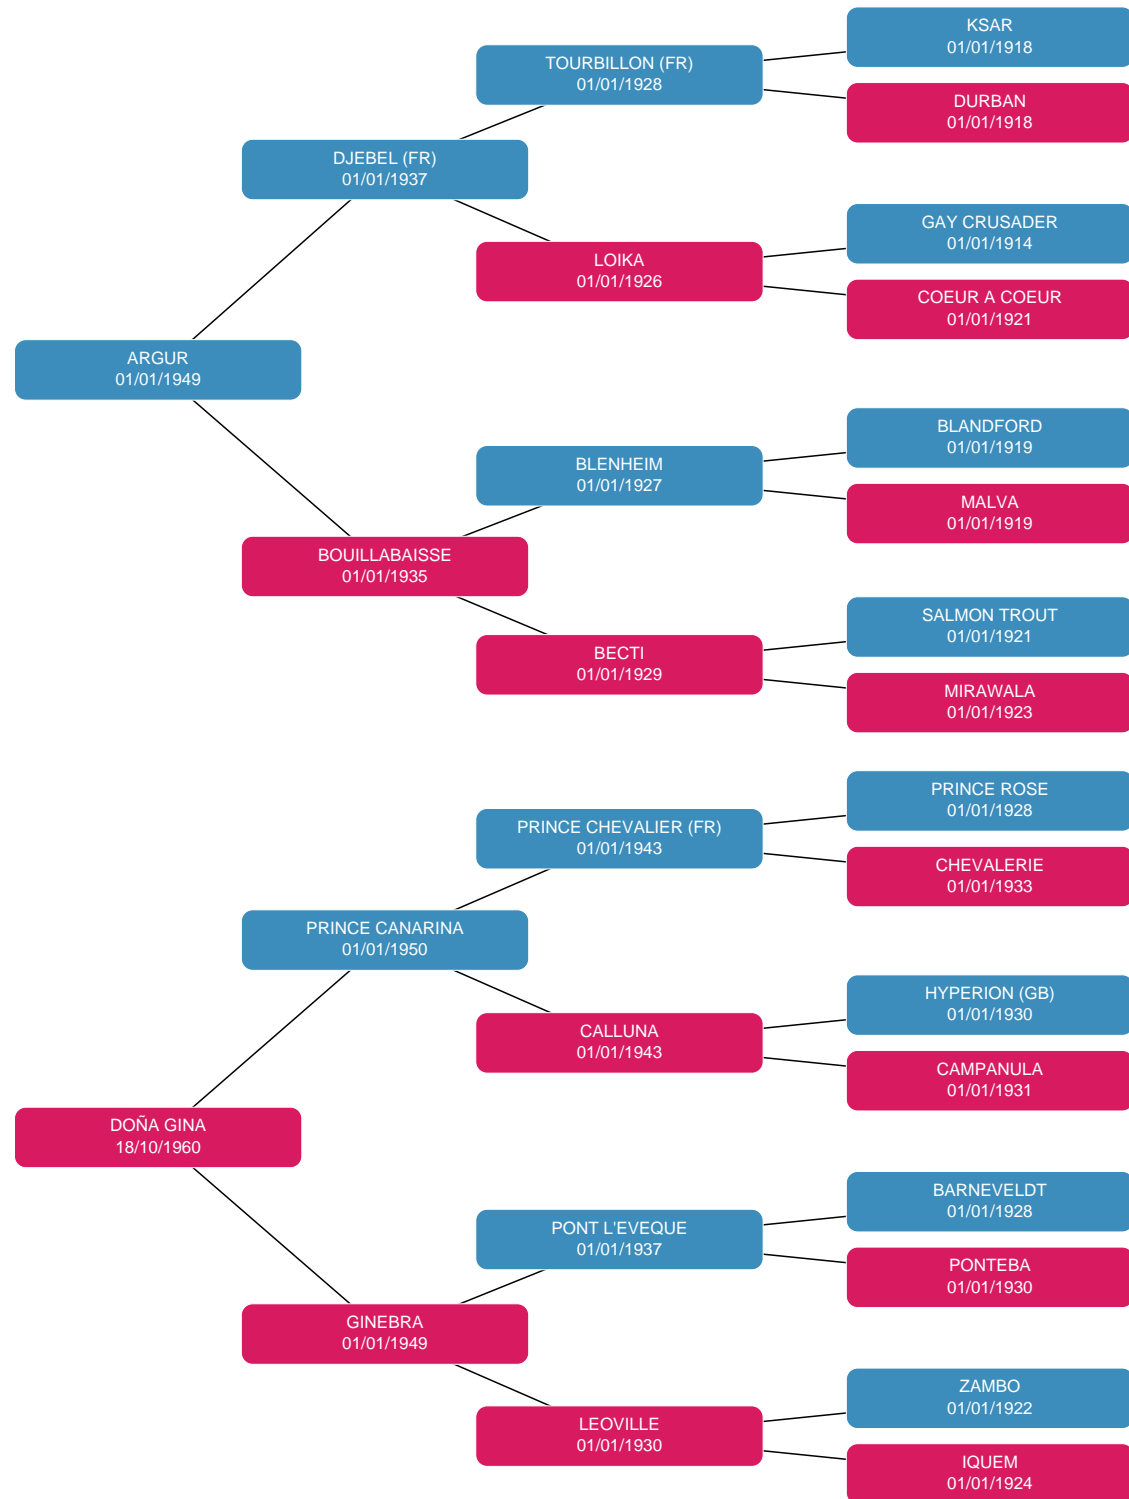 KSAR
01/01/1918
TOURBILLON (FR)
01/01/1928
DURBAN
01/01/1918
DJEBEL (FR)
01/01/1937
GAY CRUSADER
01/01/1914
LOIKA
01/01/1926
COEUR A COEUR
01/01/1921
ARGUR
01/01/1949
BLANDFORD
01/01/1919
BLENHEIM
01/01/1927
MALVA
01/01/1919
BOUILLABAISSE
01/01/1935
SALMON TROUT
01/01/1921
BECTI
01/01/1929
MIRAWALA
01/01/1923
PRINCE ROSE
01/01/1928
PRINCE CHEVALIER (FR)
01/01/1943
CHEVALERIE
01/01/1933
PRINCE CANARINA
01/01/1950
HYPERION (GB)
01/01/1930
CALLUNA
01/01/1943
CAMPANULA
01/01/1931
DOÑA GINA
18/10/1960
BARNEVELDT
01/01/1928
PONT L'EVEQUE
01/01/1937
PONTEBA
01/01/1930
GINEBRA
01/01/1949
ZAMBO
01/01/1922
LEOVILLE
01/01/1930
IQUEM
01/01/1924